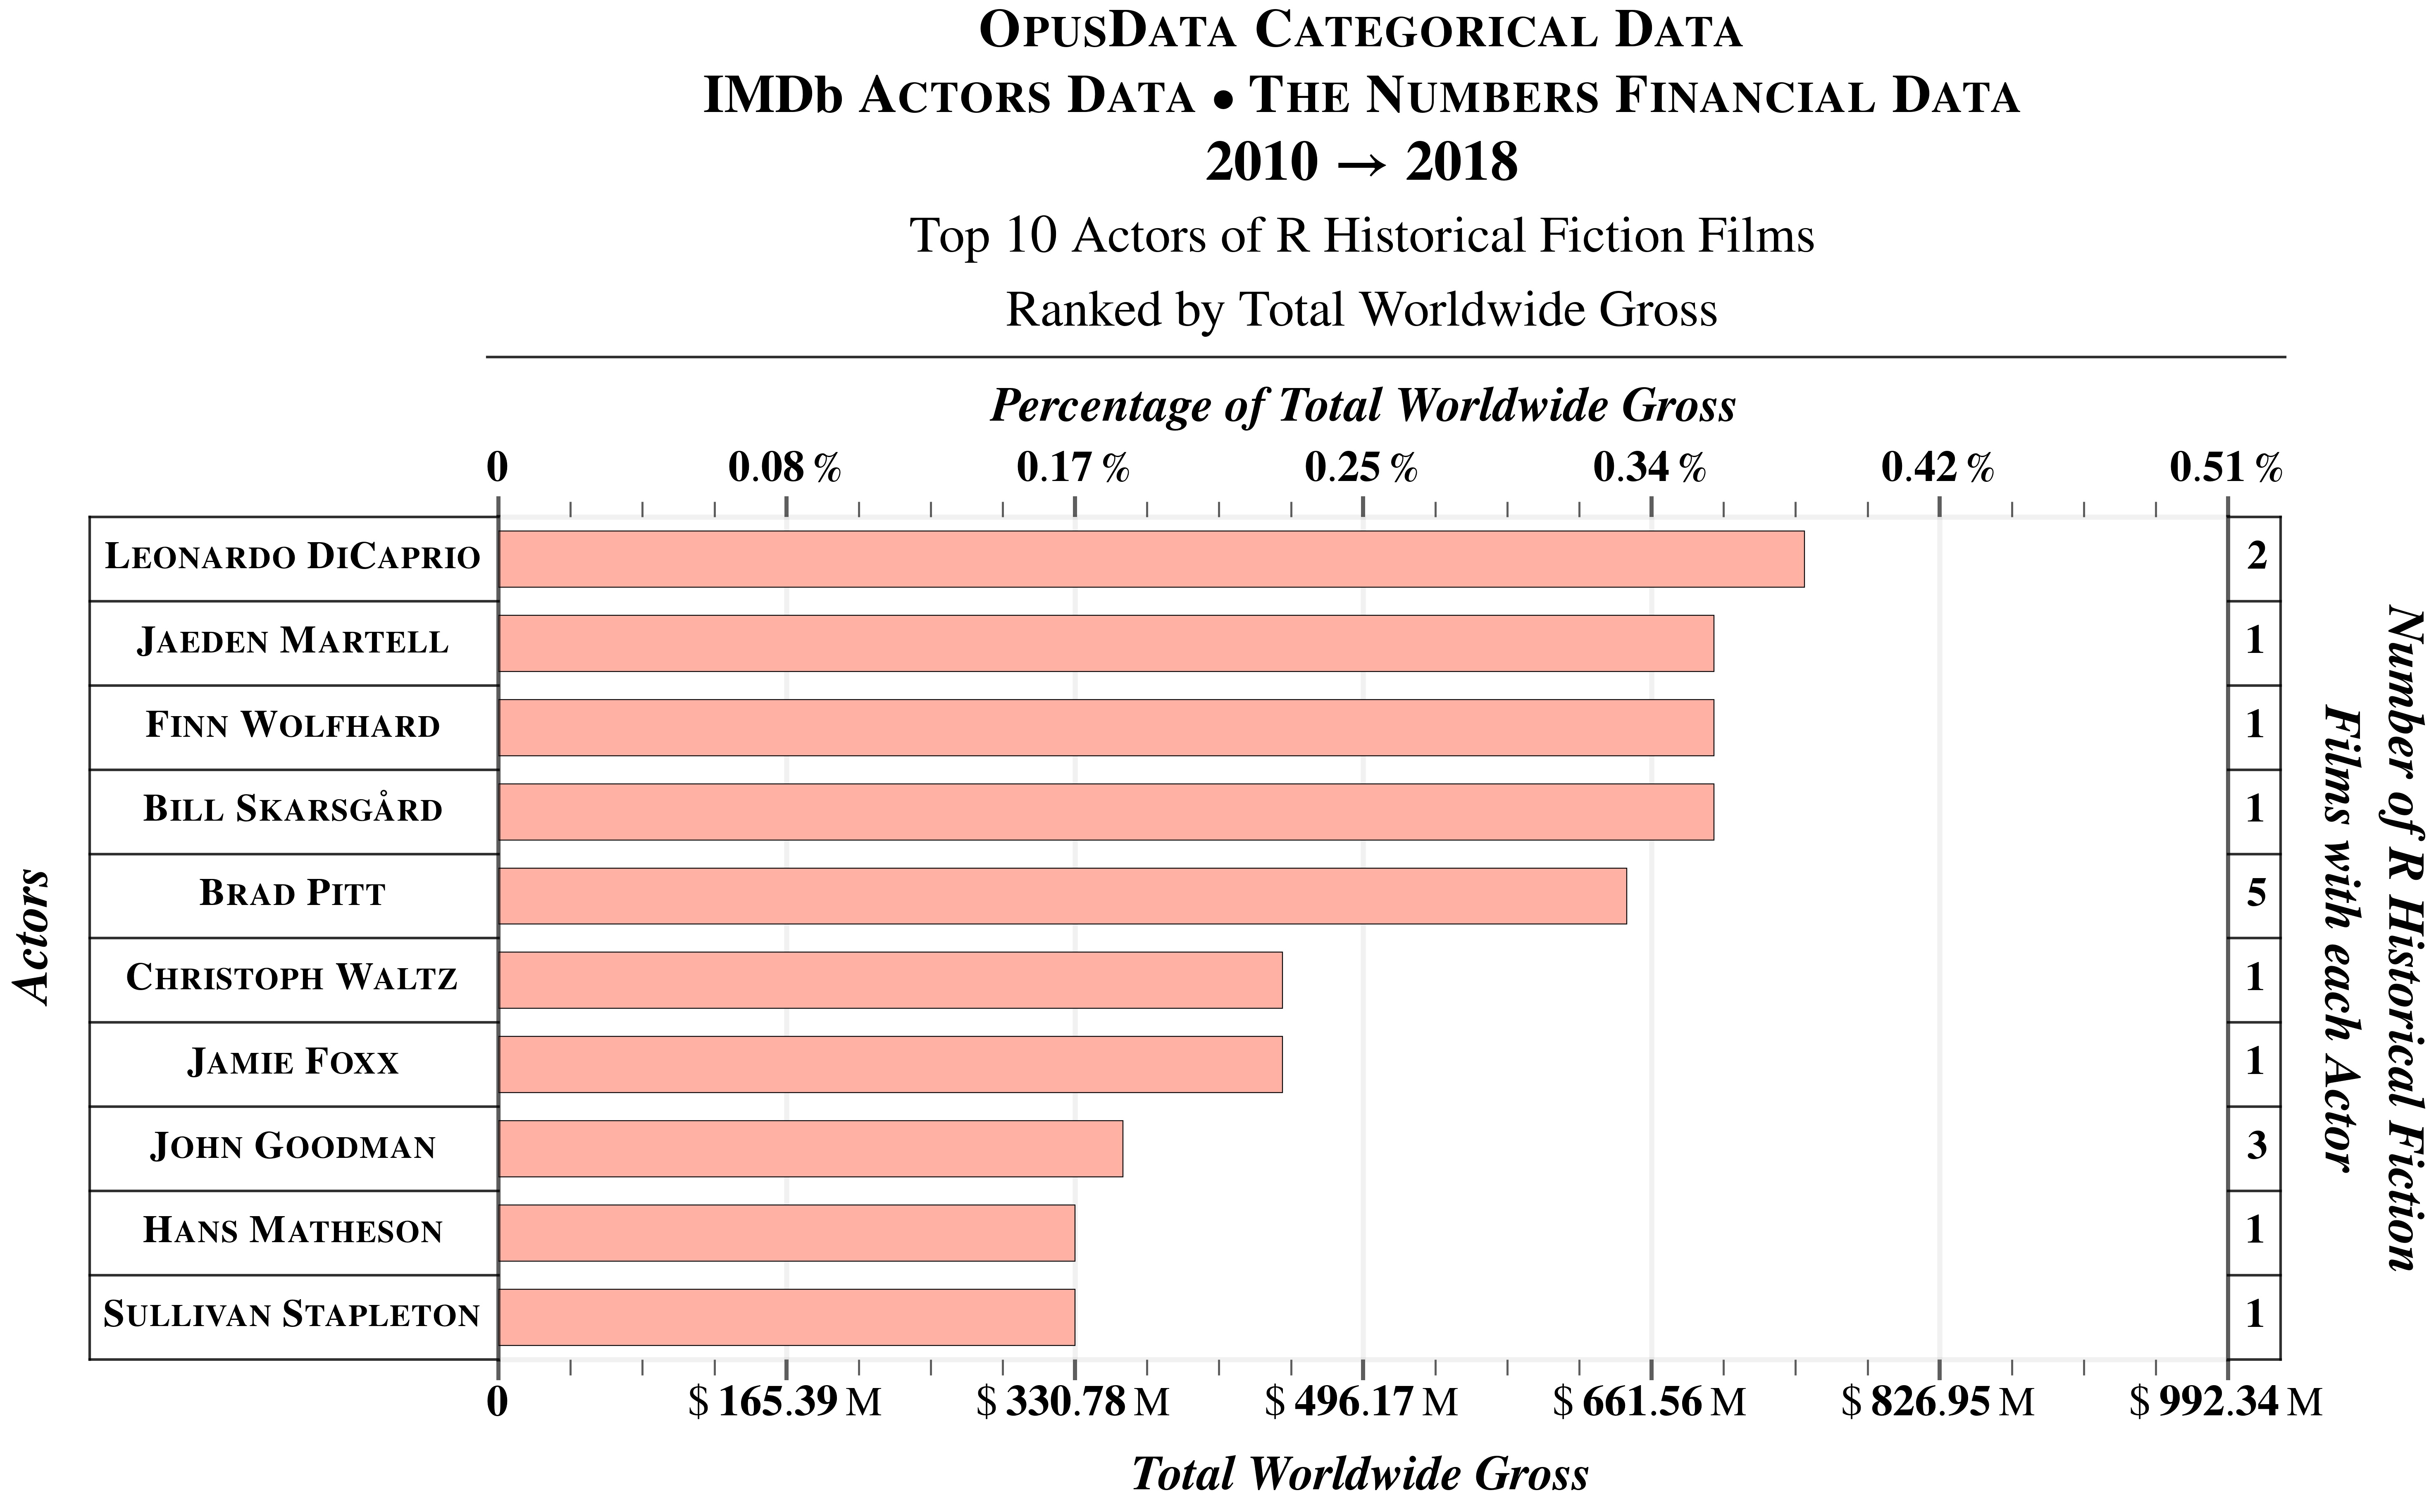 OpusData Categorical Data
IMDb Actors Data • The Numbers Financial Data
2010 → 2018
Top 10 Actors of R Historical Fiction Films
Ranked by Total Worldwide Gross
Percentage of Total Worldwide Gross
0 0.08 % 0.17 % 0.25 % 0.34 % 0.42 % 0.51 %
Leonardo DiCaprio 2
Jaeden Martell 1
Finn Wolfhard 1
Bill Skarsgård 1
Brad Pitt 5
Christoph Waltz 1
Jamie Foxx 1
John Goodman 3
Hans Matheson 1
Sullivan Stapleton 1
Actors
Number of R Historical Fiction
Films with each Actor
0 $ 165.39 M $ 330.78 M $ 496.17 M $ 661.56 M $ 826.95 M $ 992.34 M
Total Worldwide Gross